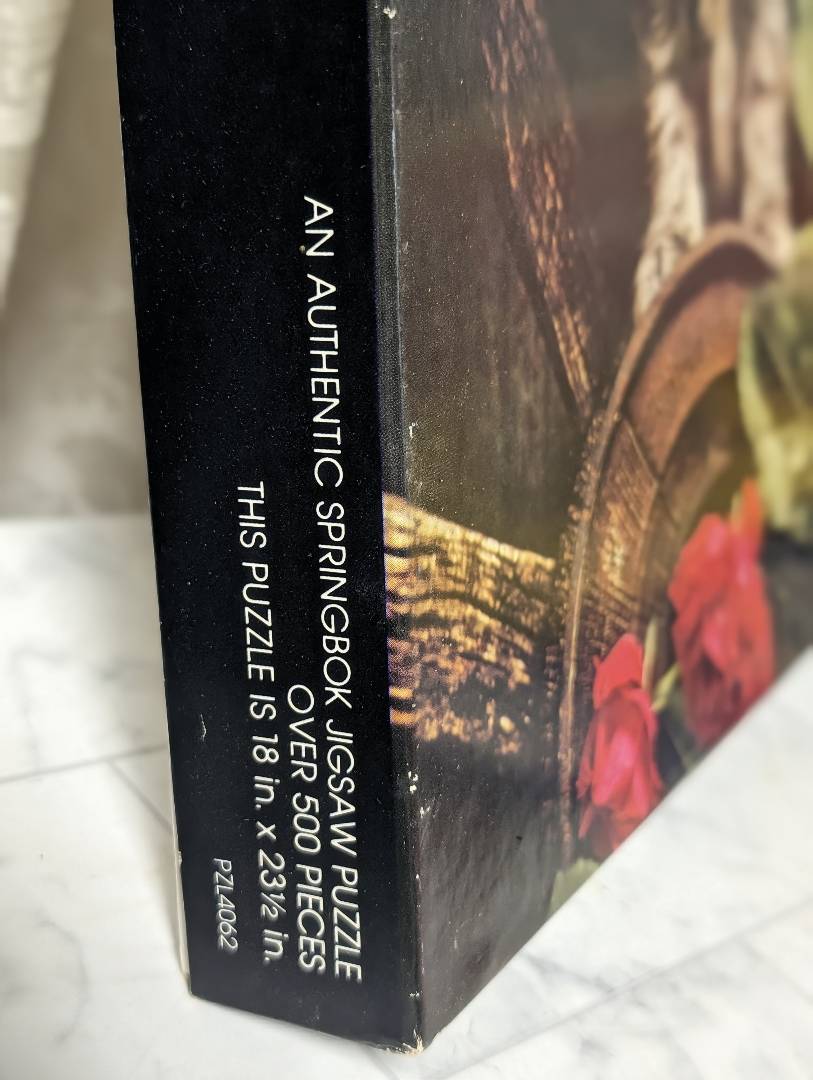 AN AUTHENTIC SPRINGBOK JIGSAW PUZZLE
OVER 500 PIECES
THIS PUZZLE IS 18 in. x 23½ in.
PZL4062